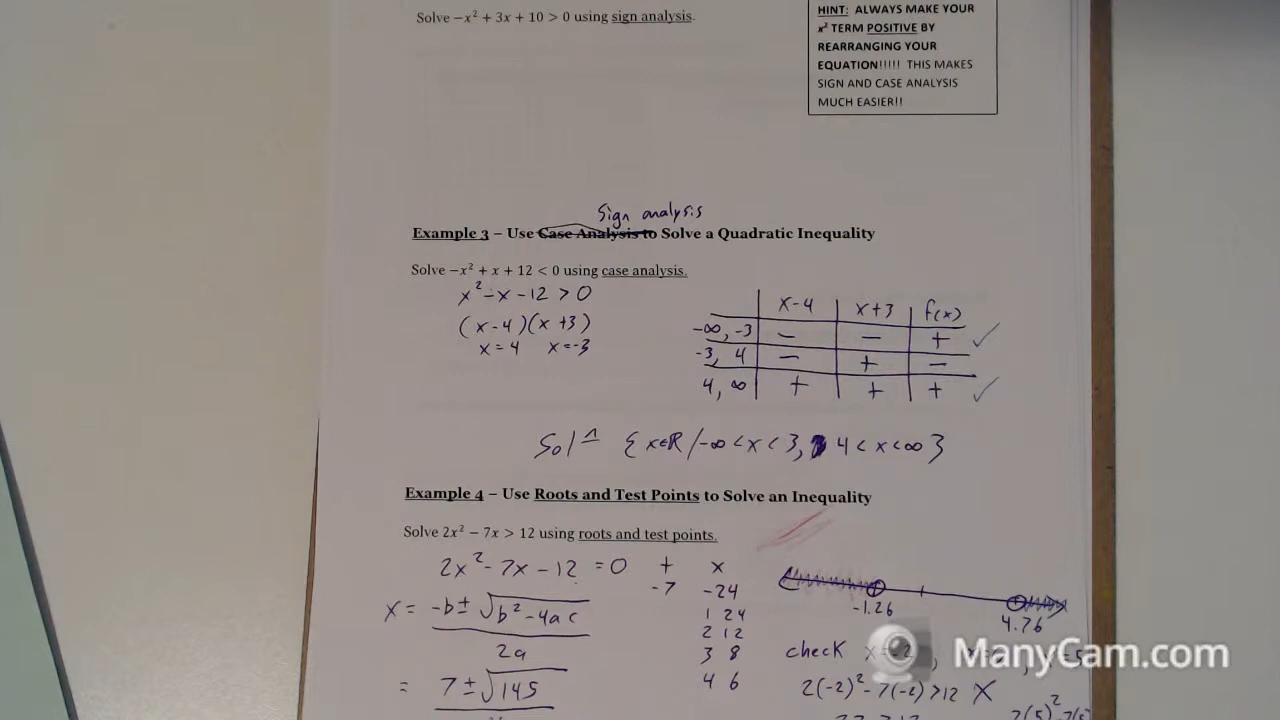 Solve −x² + 3x + 10 > 0 using sign analysis.
HINT: ALWAYS MAKE YOUR
x² TERM POSITIVE BY
REARRANGING YOUR
EQUATION!!!!! THIS MAKES
SIGN AND CASE ANALYSIS
MUCH EASIER!!
Sign analysis
Example 3 – Use Case Analysis to Solve a Quadratic Inequality
Solve −x² + x + 12 < 0 using case analysis.
x² - x - 12 > 0
(x - 4)(x + 3)
x = 4 x = -3
x-4 x+3 f(x)
-∞, -3 - - + ✓
-3, 4 - + -
4, ∞ + + + ✓
Sol^n {x∈R / -∞ < x < 3, 4 < x < ∞}
Example 4 – Use Roots and Test Points to Solve an Inequality
Solve 2x² − 7x > 12 using roots and test points.
2x² - 7x - 12 = 0
x = -b ± √b² - 4ac
2a
= 7 ± √145
+ x
-7 -24
1 24
2 12
3 8
4 6
-1.26 4.76
check
2(-2)² - 7(-2) > 12 X
ManyCam.com